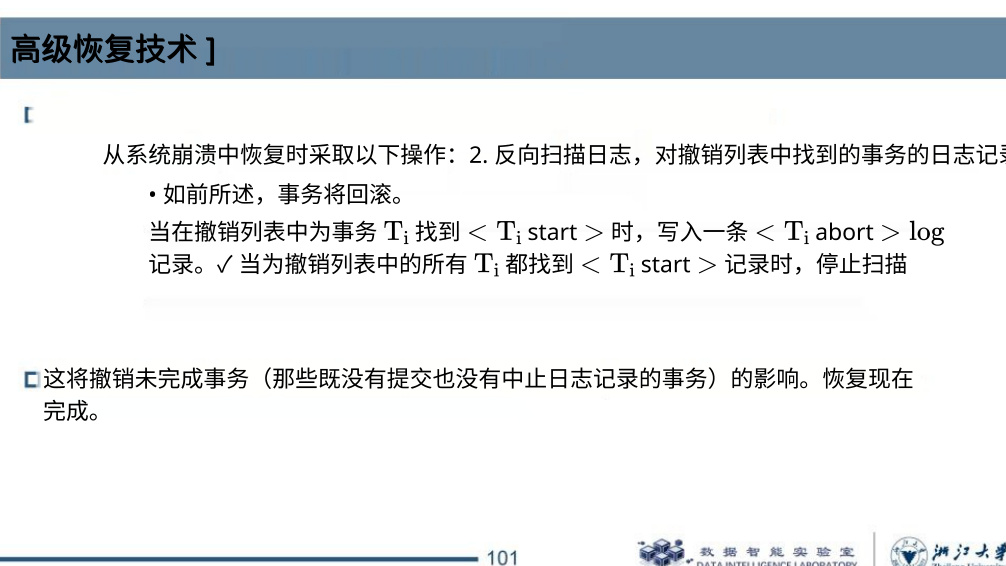 高级恢复技术 ]
从系统崩溃中恢复时采取以下操作：2. 反向扫描日志，对撤销列表中找到的事务的日志记录
• 如前所述，事务将回滚。
当在撤销列表中为事务 Tᵢ 找到 < Tᵢ start > 时，写入一条 < Tᵢ abort > log
记录。✓ 当为撤销列表中的所有 Tᵢ 都找到 < Tᵢ start > 记录时，停止扫描
这将撤销未完成事务（那些既没有提交也没有中止日志记录的事务）的影响。恢复现在
完成。
101
数据智能实验室
DATA INTELLIGENCE LABORATORY
浙江大学